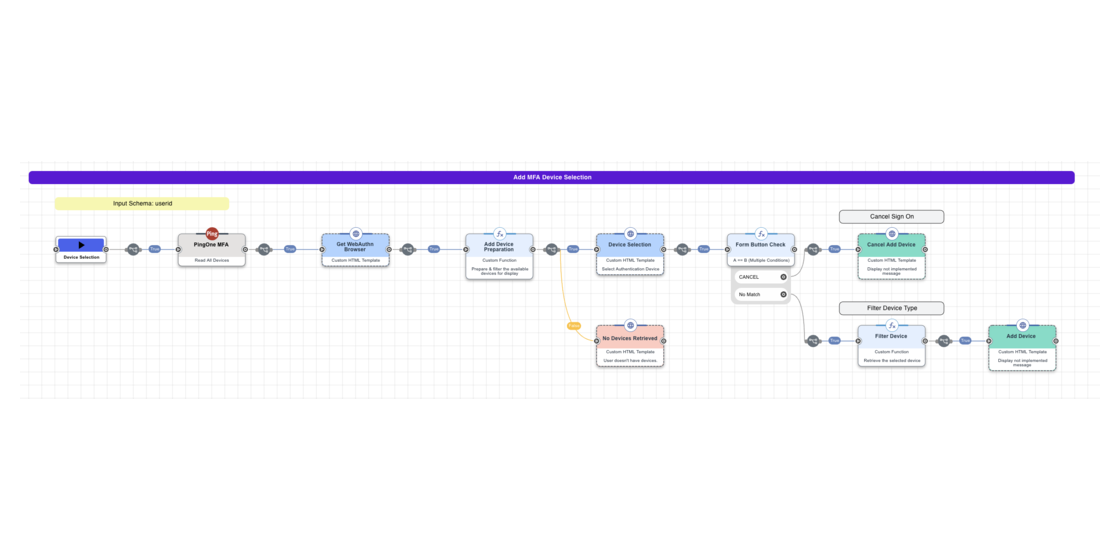 Add MFA Device Selection
Input Schema: userid
Cancel Sign On
Device Selection
True
Ping
PingOne MFA
Read All Devices
True
Get WebAuthn
Browser
Custom HTML Template
True
Add Device
Preparation
Custom Function
Prepare & filter the available
devices for display
Device Selection
Custom HTML Template
Select Authentication Device
True
Form Button Check
A == B (Multiple Conditions)
CANCEL
No Match
True
Cancel Add Device
Custom HTML Template
Display not implemented
message
False
No Devices Retrieved
Custom HTML Template
User doesn't have devices.
Filter Device Type
True
Filter Device
Custom Function
Retrieve the selected device
True
Add Device
Custom HTML Template
Display not implemented
message